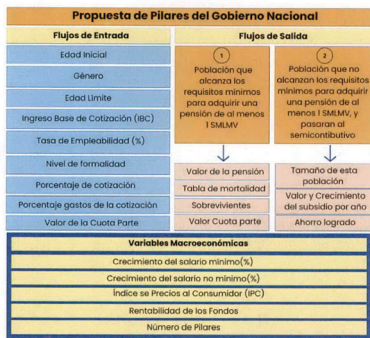 Propuesta de Pilares del Gobierno Nacional
Flujos de Entrada
Edad Inicial
Género
Edad Límite
Ingreso Base de Cotización (IBC)
Tasa de Empleabilidad (%)
Nivel de formalidad
Porcentaje de cotización
Porcentaje gastos de la cotización
Valor de la Cuota Parte
Flujos de Salida
1
Población que
alcanza los
requisitos mínimos
para adquirir una
pensión de al menos
1 SMLMV
Valor de la pensión
Tabla de mortalidad
Sobrevivientes
Valor Cuota parte
2
Población que no
alcanzan los requisitos
mínimos para adquirir
una pensión de al
menos 1 SMLMV, y
pasaran al
semicontibutivo
Tamaño de esta
población
Valor y Crecimiento
del subsidio por año
Ahorro logrado
Variables Macroeconómicas
Crecimiento del salario mínimo(%)
Crecimiento del salario no mínimo(%)
Índice se Precios al Consumidor (IPC)
Rentabilidad de los Fondos
Número de Pilares